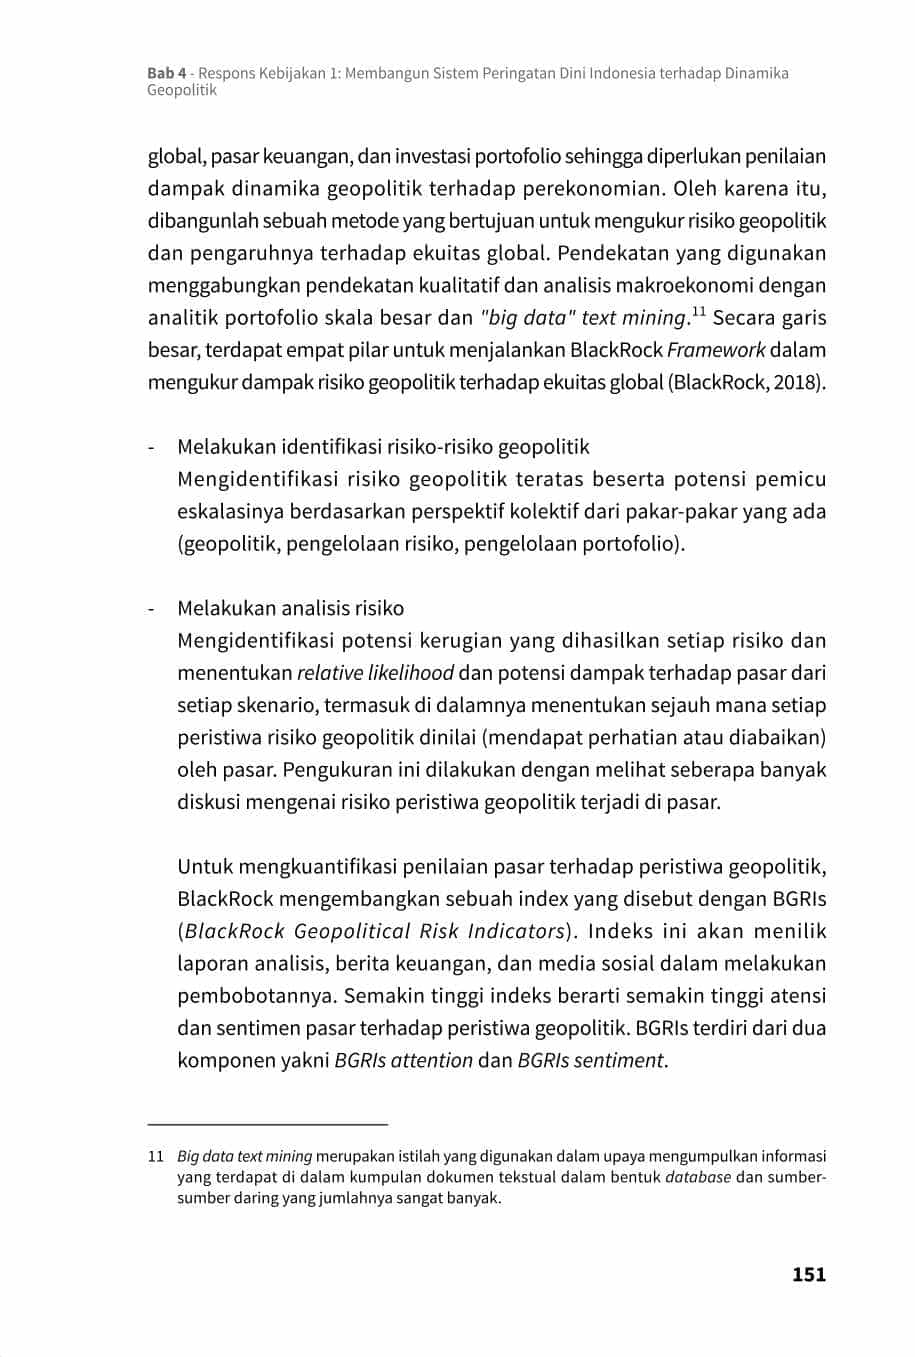 Bab 4 - Respons Kebijakan 1: Membangun Sistem Peringatan Dini Indonesia terhadap Dinamika
Geopolitik
global, pasar keuangan, dan investasi portofolio sehingga diperlukan penilaian
dampak dinamika geopolitik terhadap perekonomian. Oleh karena itu,
dibangunlah sebuah metode yang bertujuan untuk mengukur risiko geopolitik
dan pengaruhnya terhadap ekuitas global. Pendekatan yang digunakan
menggabungkan pendekatan kualitatif dan analisis makroekonomi dengan
analitik portofolio skala besar dan "big data" text mining.¹¹ Secara garis
besar, terdapat empat pilar untuk menjalankan BlackRock Framework dalam
mengukur dampak risiko geopolitik terhadap ekuitas global (BlackRock, 2018).
- Melakukan identifikasi risiko-risiko geopolitik
Mengidentifikasi risiko geopolitik teratas beserta potensi pemicu
eskalasinya berdasarkan perspektif kolektif dari pakar-pakar yang ada
(geopolitik, pengelolaan risiko, pengelolaan portofolio).
- Melakukan analisis risiko
Mengidentifikasi potensi kerugian yang dihasilkan setiap risiko dan
menentukan relative likelihood dan potensi dampak terhadap pasar dari
setiap skenario, termasuk di dalamnya menentukan sejauh mana setiap
peristiwa risiko geopolitik dinilai (mendapat perhatian atau diabaikan)
oleh pasar. Pengukuran ini dilakukan dengan melihat seberapa banyak
diskusi mengenai risiko peristiwa geopolitik terjadi di pasar.
Untuk mengkuantifikasi penilaian pasar terhadap peristiwa geopolitik,
BlackRock mengembangkan sebuah index yang disebut dengan BGRIs
(BlackRock Geopolitical Risk Indicators). Indeks ini akan menilik
laporan analisis, berita keuangan, dan media sosial dalam melakukan
pembobotannya. Semakin tinggi indeks berarti semakin tinggi atensi
dan sentimen pasar terhadap peristiwa geopolitik. BGRIs terdiri dari dua
komponen yakni BGRIs attention dan BGRIs sentiment.
11 Big data text mining merupakan istilah yang digunakan dalam upaya mengumpulkan informasi
yang terdapat di dalam kumpulan dokumen tekstual dalam bentuk database dan sumber-
sumber daring yang jumlahnya sangat banyak.
151